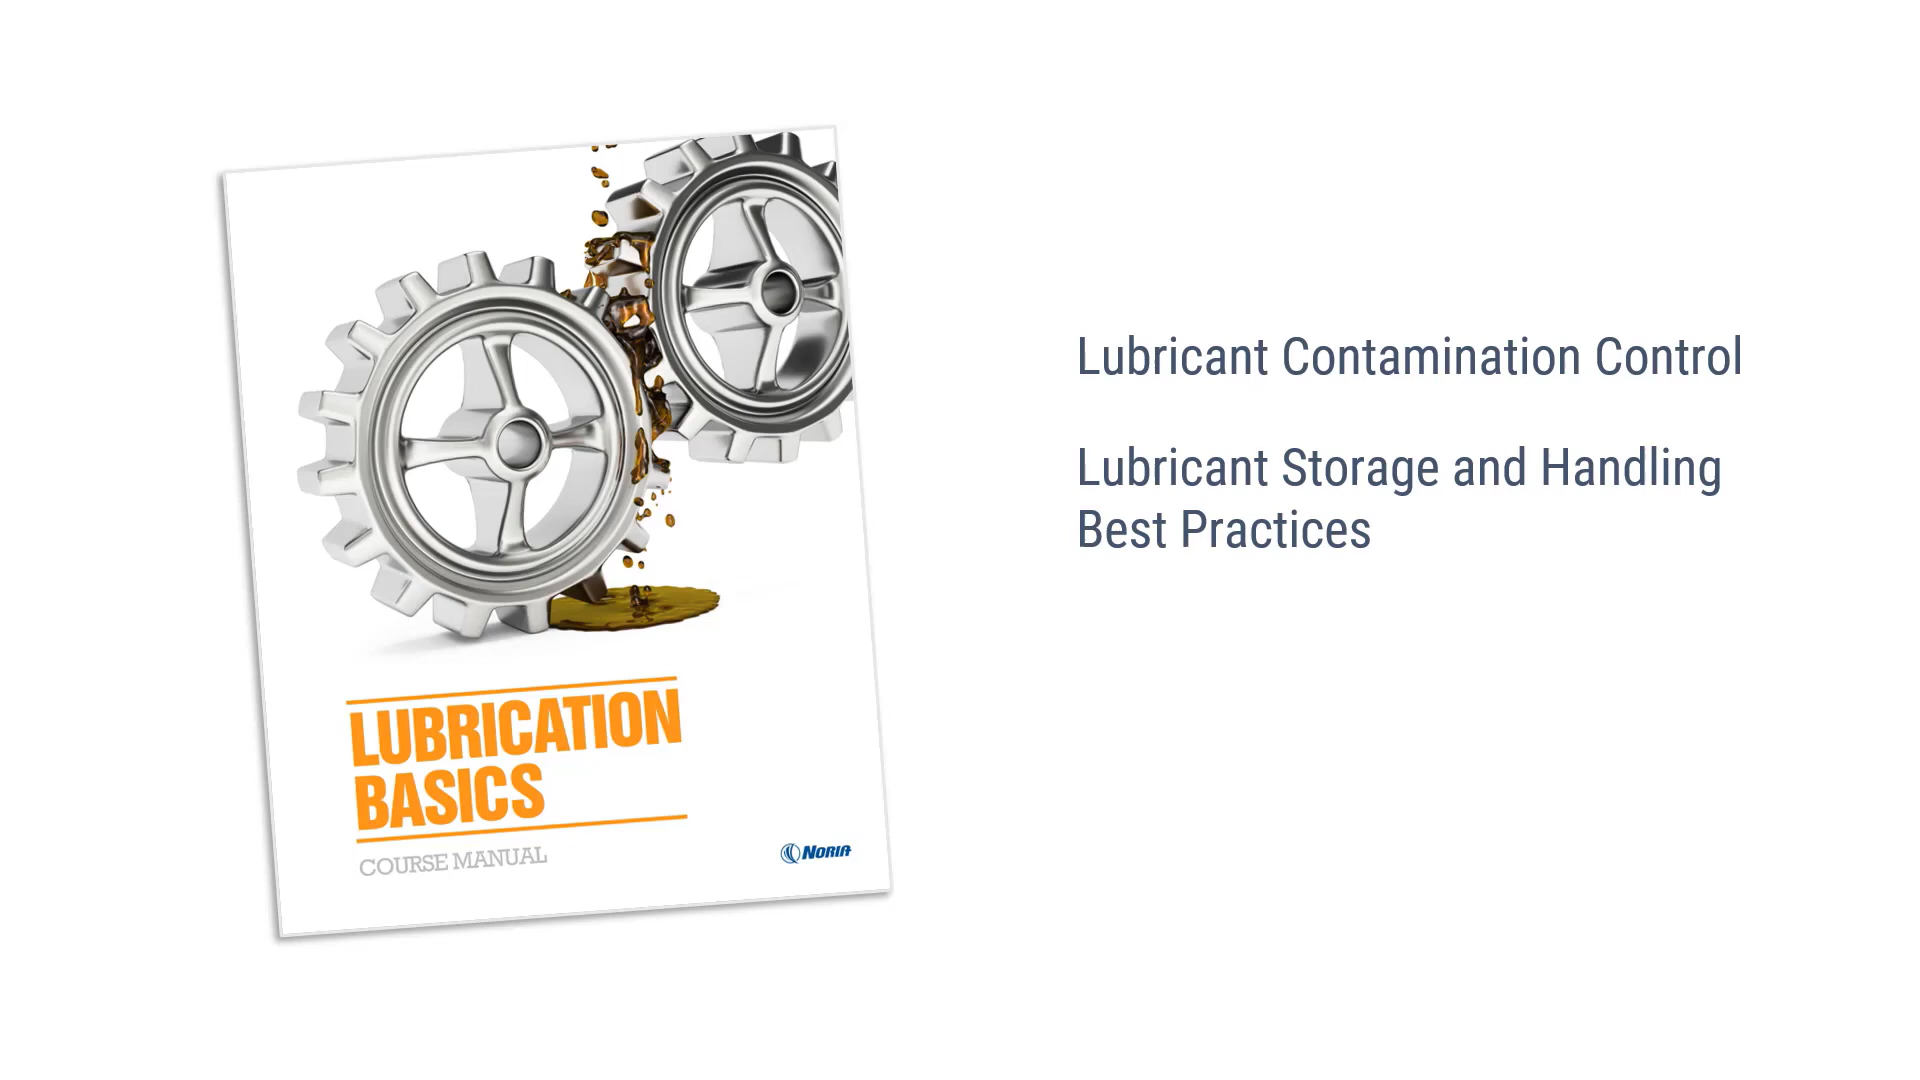 LUBRICATION
BASICS
COURSE MANUAL
NORIA
Lubricant Contamination Control
Lubricant Storage and Handling
Best Practices